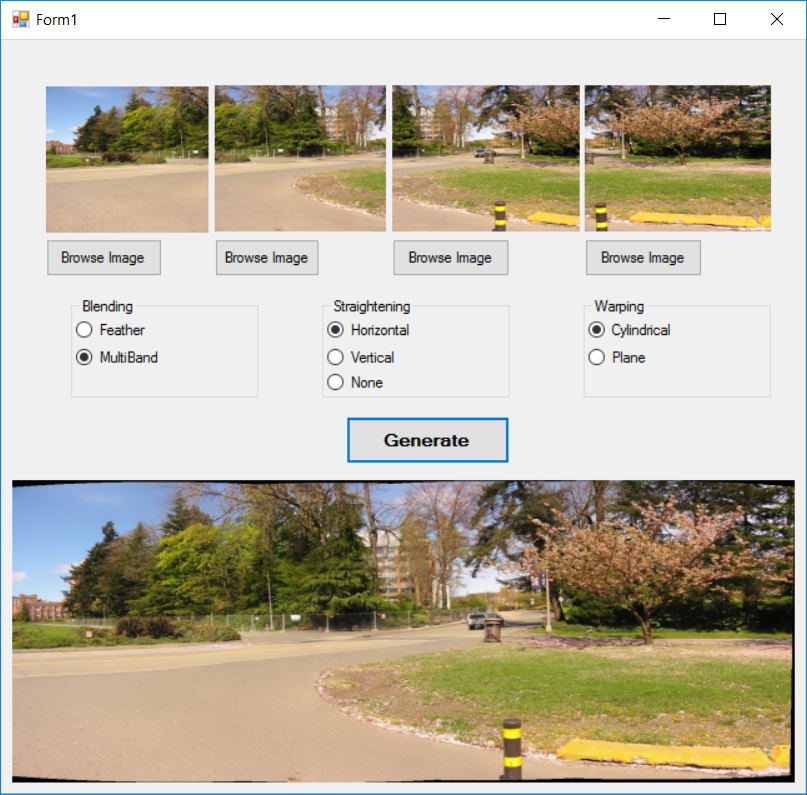 Form1
Browse Image Browse Image Browse Image Browse Image
Blending Straightening Warping
Feather Horizontal Cylindrical
MultiBand Vertical Plane
None
Generate